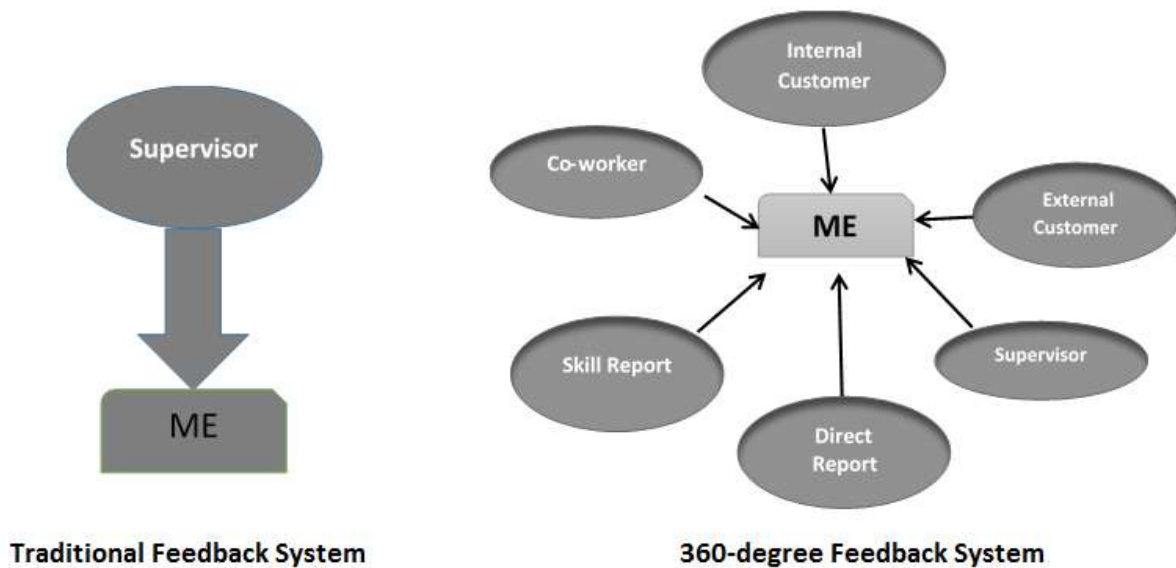 Supervisor
ME
Traditional Feedback System
Internal
Customer
Co-worker
External
Customer
ME
Skill Report
Supervisor
Direct
Report
360-degree Feedback System